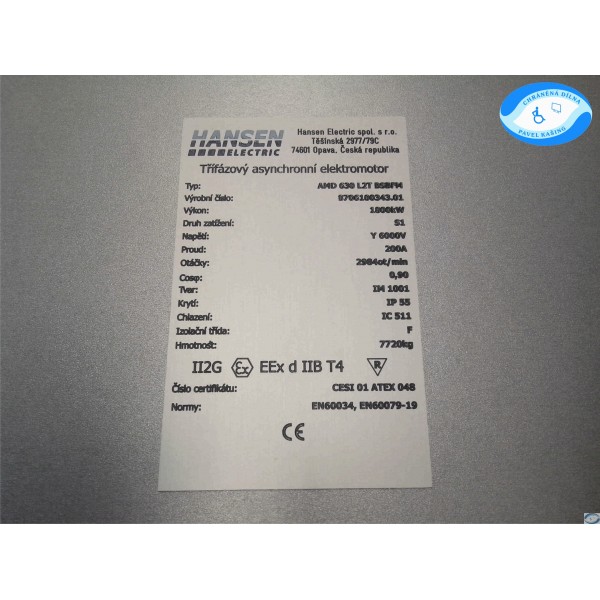 CHRÁNĚNÁ DÍLNA
PAVEL KAŠING
HANSEN
ELECTRIC
Hansen Electric spol. s r.o.
Těšínská 2977/79C
74601 Opava, Česká republika
Třífázový asynchronní elektromotor
Typ: AMD 630 L2T BSBFM
Výrobní číslo: 9706100343.01
Výkon: 1800kW
Druh zatížení: S1
Napětí: Y 6000V
Proud: 200A
Otáčky: 2984ot/min
Cosφ: 0,90
Tvar: IM 1001
Krytí: IP 55
Chlazení: IC 511
Izolační třída: F
Hmotnost: 7720kg
II2G Ex EEx d IIB T4 R
Číslo certifikátu: CESI 01 ATEX 048
Normy: EN60034, EN60079-19
CE